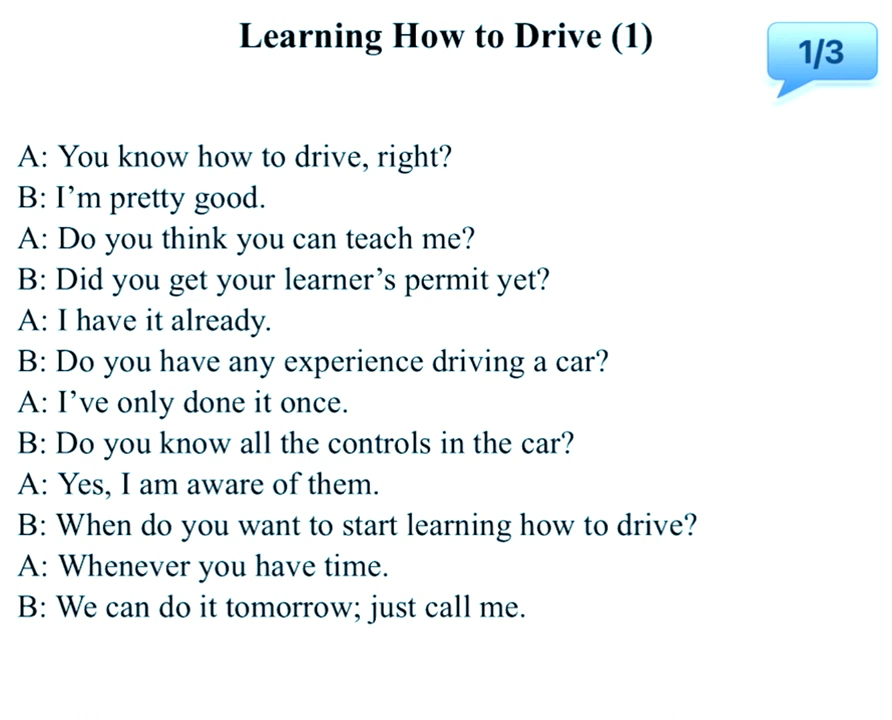 Learning How to Drive (1)
1/3
A: You know how to drive, right?
B: I’m pretty good.
A: Do you think you can teach me?
B: Did you get your learner’s permit yet?
A: I have it already.
B: Do you have any experience driving a car?
A: I’ve only done it once.
B: Do you know all the controls in the car?
A: Yes, I am aware of them.
B: When do you want to start learning how to drive?
A: Whenever you have time.
B: We can do it tomorrow; just call me.